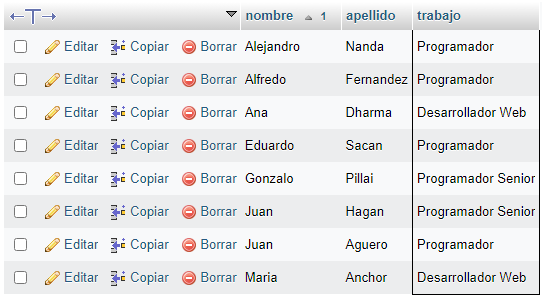 nombre 1 apellido trabajo
Editar Copiar Borrar Alejandro Nanda Programador
Editar Copiar Borrar Alfredo Fernandez Programador
Editar Copiar Borrar Ana Dharma Desarrollador Web
Editar Copiar Borrar Eduardo Sacan Programador
Editar Copiar Borrar Gonzalo Pillai Programador Senior
Editar Copiar Borrar Juan Hagan Programador Senior
Editar Copiar Borrar Juan Aguero Programador
Editar Copiar Borrar Maria Anchor Desarrollador Web